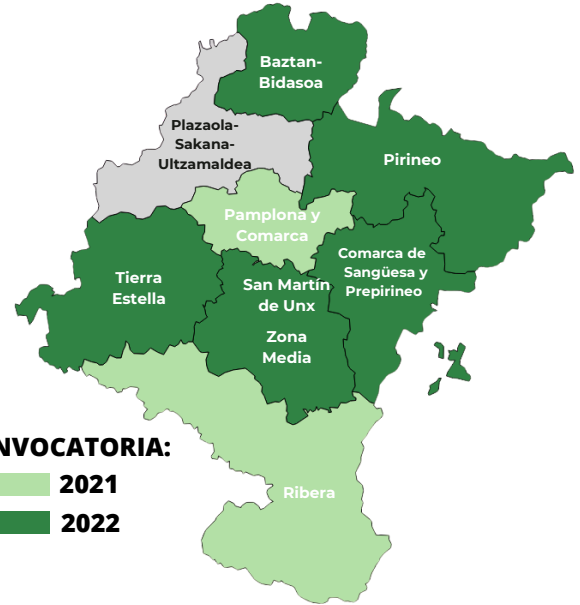 Baztan-
Bidasoa
Plazaola-
Sakana-
Ultzamaldea
Pirineo
Pamplona y
Comarca
Comarca de
Sangüesa y
Prepirineo
Tierra
Estella
San Martín
de Unx
Zona
Media
NVOCATORIA:
2021
2022
Ribera